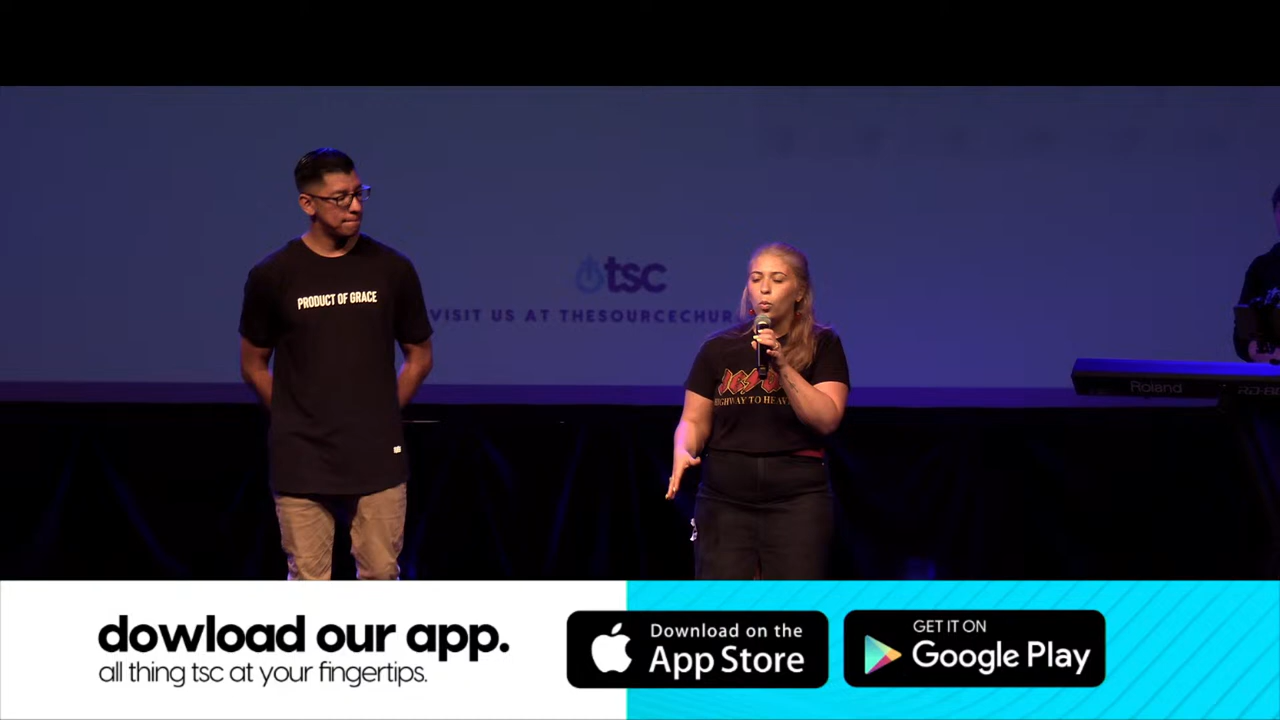 tsc
VISIT US AT THESOURCECHUR
PRODUCT OF GRACE
HIGHWAY TO HEAV
Roland
dowload our app.
all thing tsc at your fingertips.
Download on the
App Store
GET IT ON
Google Play